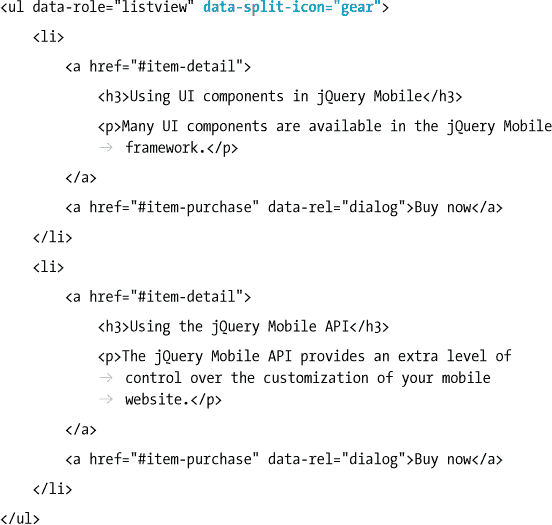 <ul data-role="listview" data-split-icon="gear">
<li>
<a href="#item-detail">
<h3>Using UI components in jQuery Mobile</h3>
<p>Many UI components are available in the jQuery Mobile
→ framework.</p>
</a>
<a href="#item-purchase" data-rel="dialog">Buy now</a>
</li>
<li>
<a href="#item-detail">
<h3>Using the jQuery Mobile API</h3>
<p>The jQuery Mobile API provides an extra level of
→ control over the customization of your mobile
→ website.</p>
</a>
<a href="#item-purchase" data-rel="dialog">Buy now</a>
</li>
</ul>